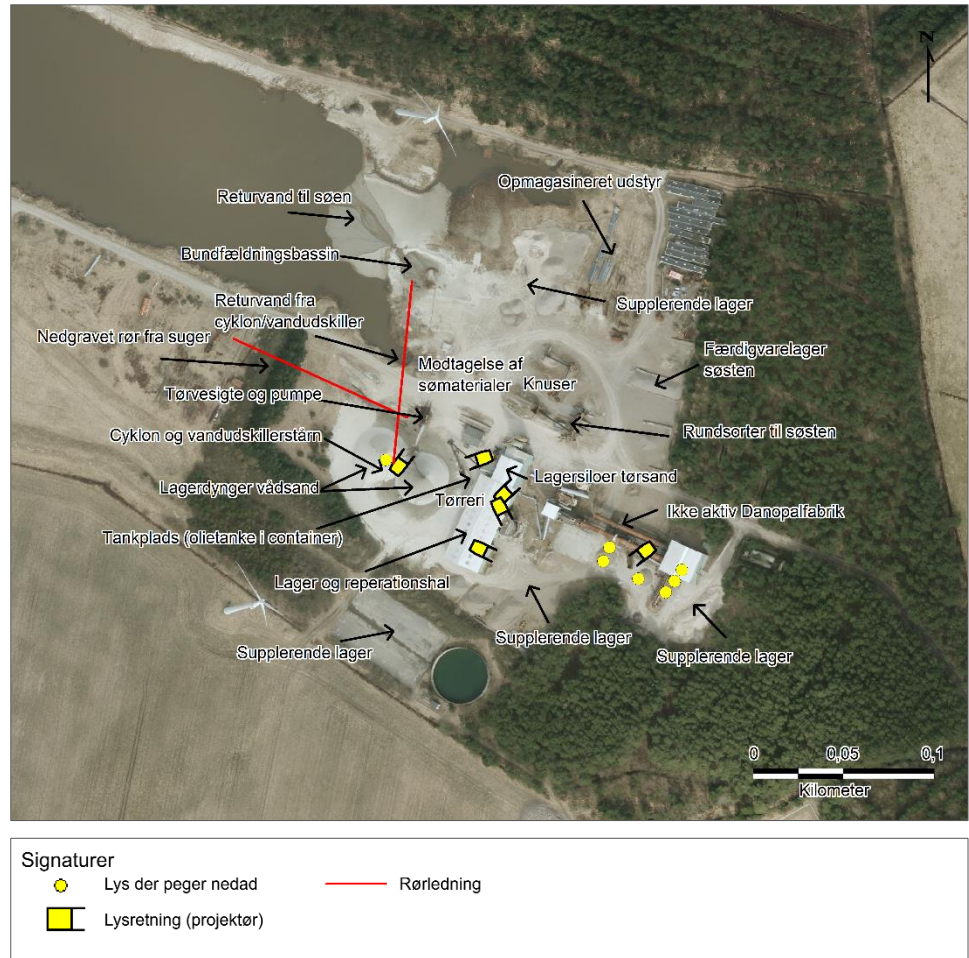 N
Opmagasineret udstyr
Returvand til søen
Bundfældningsbassin
Returvand fra
cyklon/vandudskiller
Supplerende lager
Nedgravet rør fra suger
Modtagelse af
sømaterialer
Færdigvarelager
søsten
Knuser
Tørvesigte og pumpe
Cyklon og vandudskillerstårn
Rundsorter til søsten
Lagerdynger vådsand
Lagersiloer tørsand
Tørreri
Ikke aktiv Danopalfabrik
Tankplads (olietanke i container)
Lager og reperationshal
Supplerende lager
Supplerende lager
Supplerende lager
0 0,05 0,1
Kilometer
Signaturer
Lys der peger nedad
Rørledning
Lysretning (projektør)